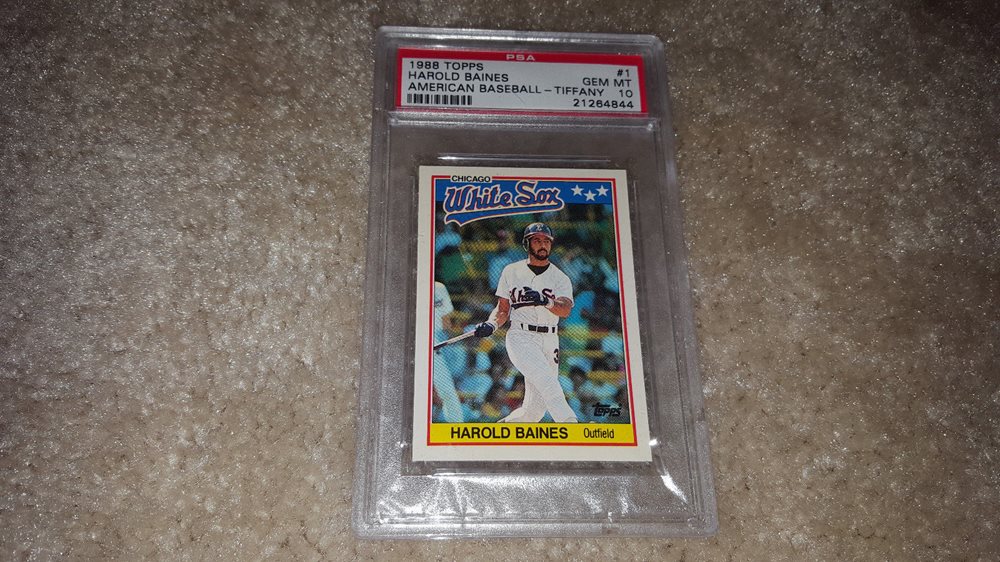 PSA
1988 TOPPS #1
HAROLD BAINES GEM MT
AMERICAN BASEBALL - TIFFANY 10
21264844
CHICAGO
White Sox
3
TOPPS
HAROLD BAINES Outfield